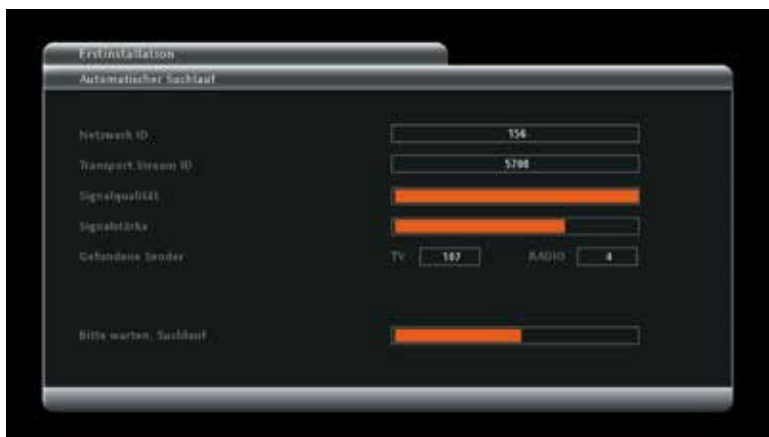 Erstinstallation
Automatischer Suchlauf
Netzwerk ID 156
Transport Stream ID 5700
Signalqualität
Signalstärke
Gefundene Sender TV 107 RADIO 4
Bitte warten, Suchlauf